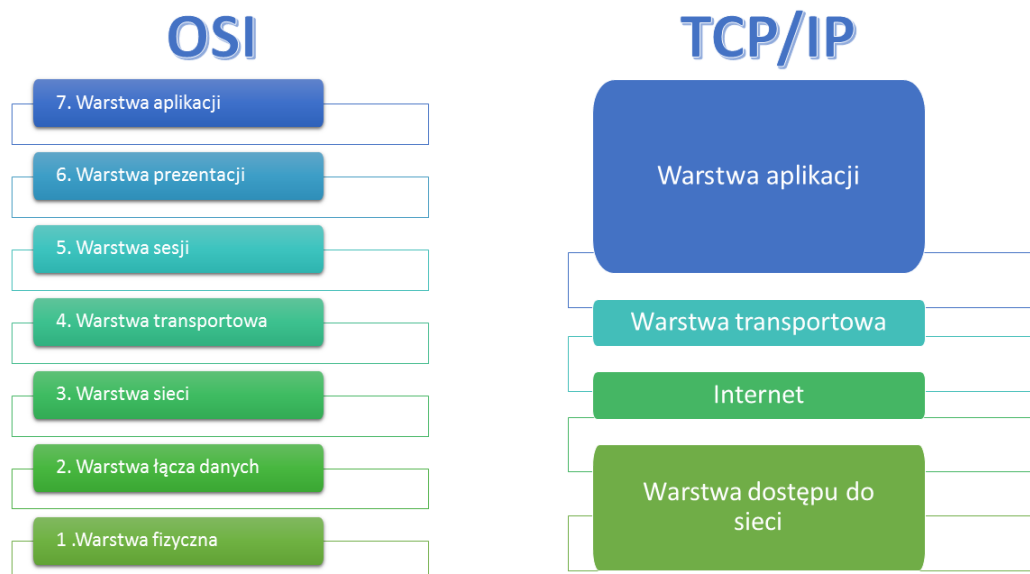 OSI
7. Warstwa aplikacji
6. Warstwa prezentacji
5. Warstwa sesji
4. Warstwa transportowa
3. Warstwa sieci
2. Warstwa łącza danych
1 .Warstwa fizyczna
TCP/IP
Warstwa aplikacji
Warstwa transportowa
Internet
Warstwa dostępu do
sieci